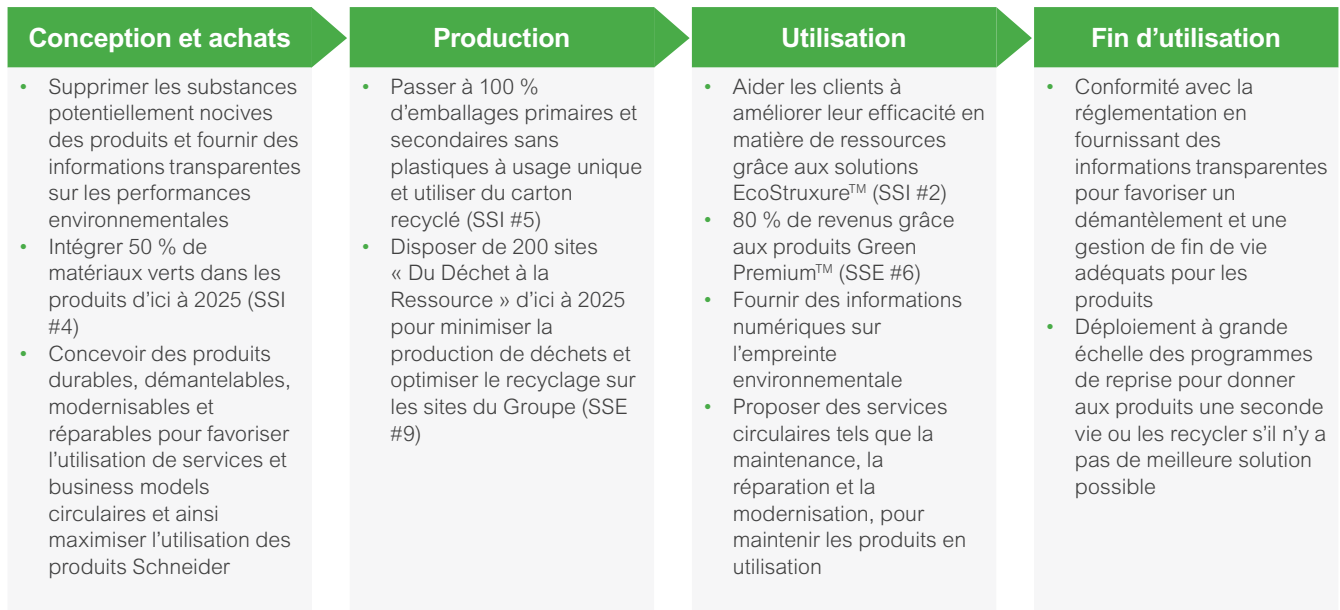 Conception et achats
• Supprimer les substances
potentiellement nocives
des produits et fournir des
informations transparentes
sur les performances
environnementales
• Intégrer 50 % de
matériaux verts dans les
produits d'ici à 2025 (SSI
#4)
• Concevoir des produits
durables, démantelables,
modernisables et
réparables pour favoriser
l'utilisation de services et
business models
circulaires et ainsi
maximiser l'utilisation des
produits Schneider
Production
• Passer à 100 %
d'emballages primaires et
secondaires sans
plastiques à usage unique
et utiliser du carton
recyclé (SSI #5)
• Disposer de 200 sites
« Du Déchet à la
Ressource » d'ici à 2025
pour minimiser la
production de déchets et
optimiser le recyclage sur
les sites du Groupe (SSE
#9)
Utilisation
• Aider les clients à
améliorer leur efficacité en
matière de ressources
grâce aux solutions
EcoStruxure™ (SSI #2)
• 80 % de revenus grâce
aux produits Green
Premium™ (SSE #6)
• Fournir des informations
numériques sur
l'empreinte
environnementale
• Proposer des services
circulaires tels que la
maintenance, la
réparation et la
modernisation, pour
maintenir les produits en
utilisation
Fin d'utilisation
• Conformité avec la
réglementation en
fournissant des
informations transparentes
pour favoriser un
démantèlement et une
gestion de fin de vie
adéquats pour les
produits
• Déploiement à grande
échelle des programmes
de reprise pour donner
aux produits une seconde
vie ou les recycler s'il n'y a
pas de meilleure solution
possible